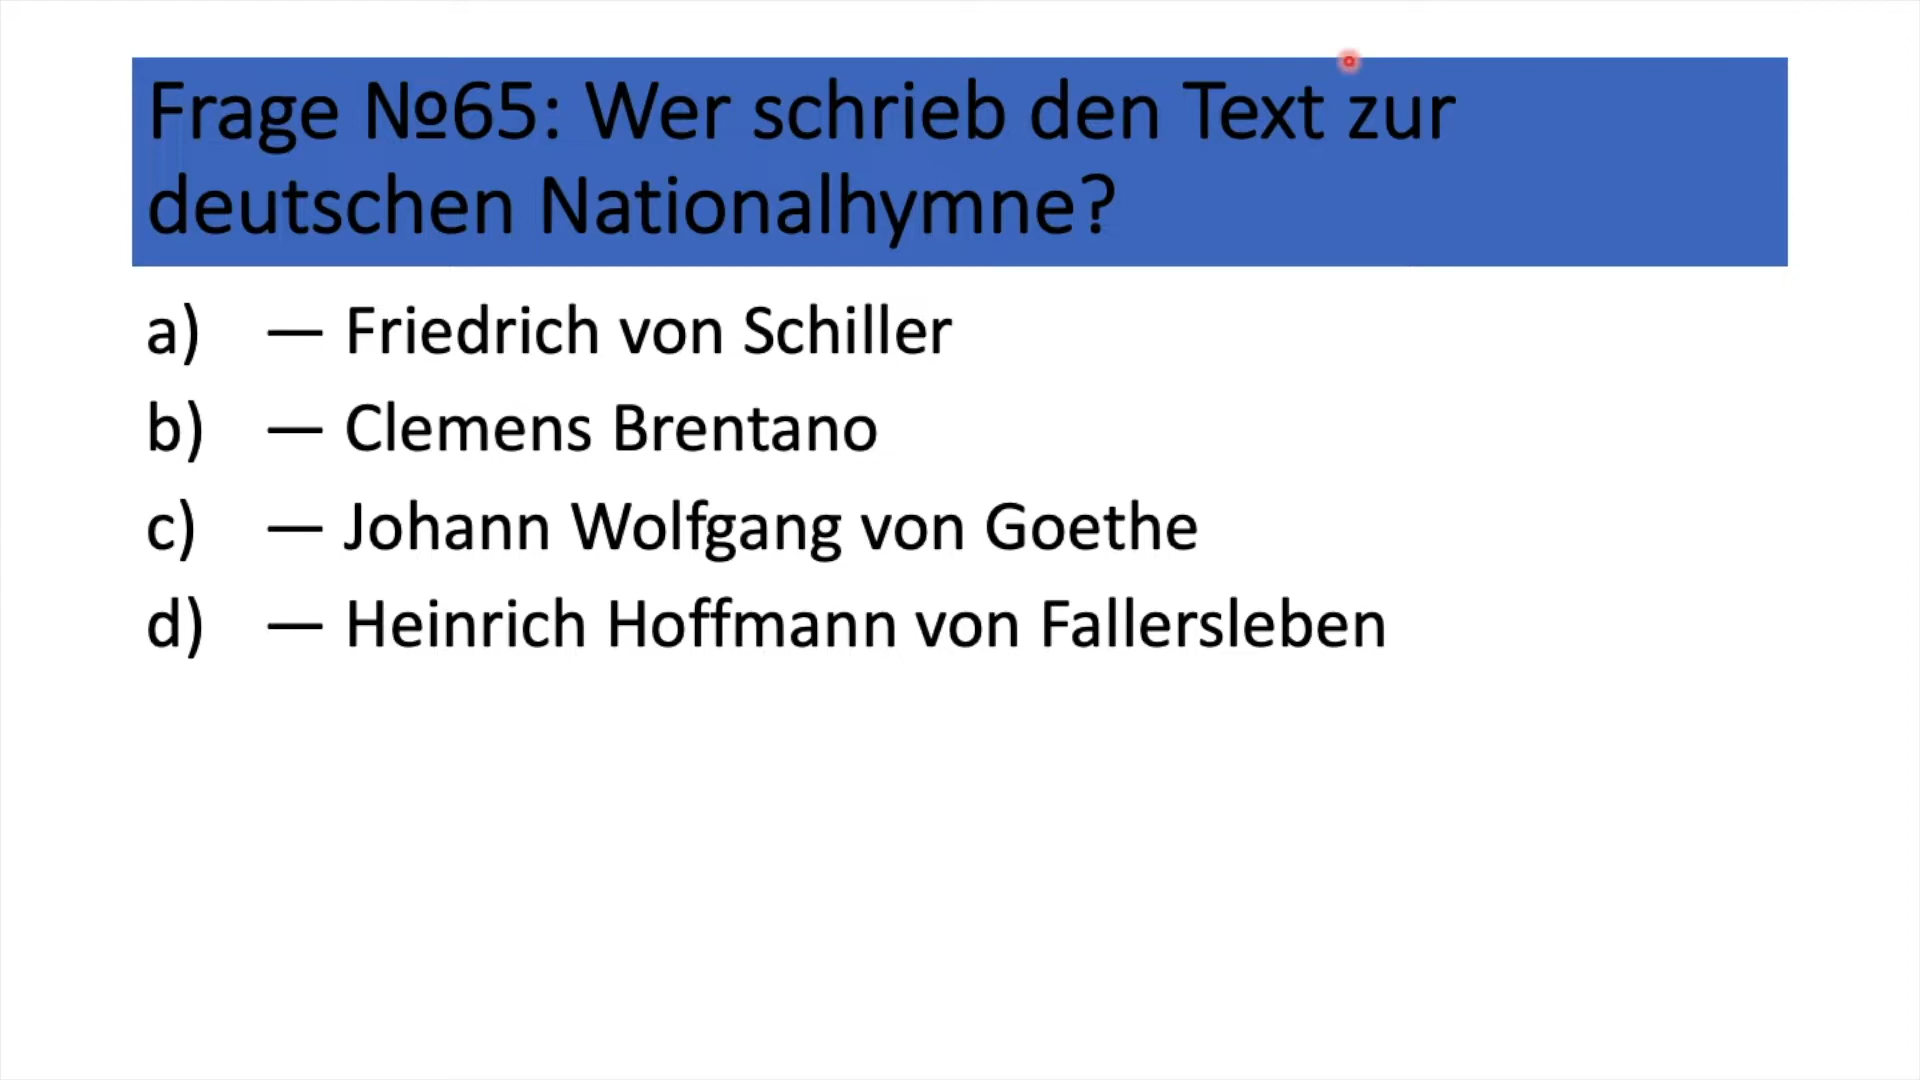 Frage №65: Wer schrieb den Text zur
deutschen Nationalhymne?
a) — Friedrich von Schiller
b) — Clemens Brentano
c) — Johann Wolfgang von Goethe
d) — Heinrich Hoffmann von Fallersleben